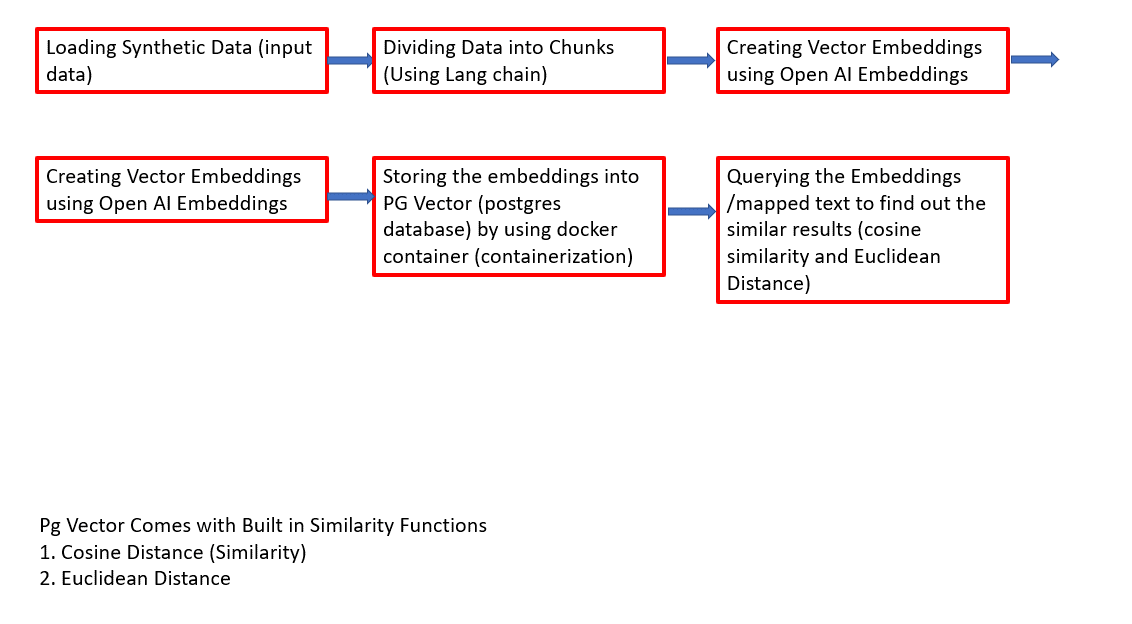 Loading Synthetic Data (input
data)
Dividing Data into Chunks
(Using Lang chain)
Creating Vector Embeddings
using Open AI Embeddings
Creating Vector Embeddings
using Open AI Embeddings
Storing the embeddings into
PG Vector (postgres
database) by using docker
container (containerization)
Querying the Embeddings
/mapped text to find out the
similar results (cosine
similarity and Euclidean
Distance)
Pg Vector Comes with Built in Similarity Functions
1. Cosine Distance (Similarity)
2. Euclidean Distance